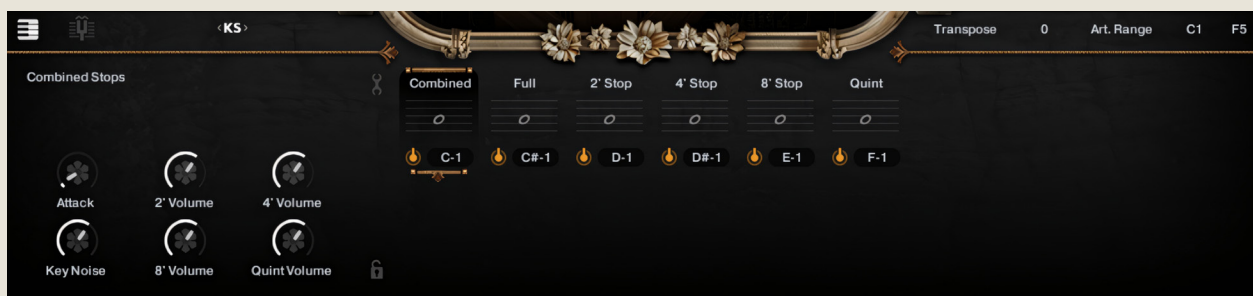 ‹KS›
Transpose 0 Art. Range C1 F5
Combined Stops
Combined Full 2' Stop 4' Stop 8' Stop Quint
C-1 C#-1 D-1 D#-1 E-1 F-1
Attack 2' Volume 4' Volume
Key Noise 8' Volume Quint Volume